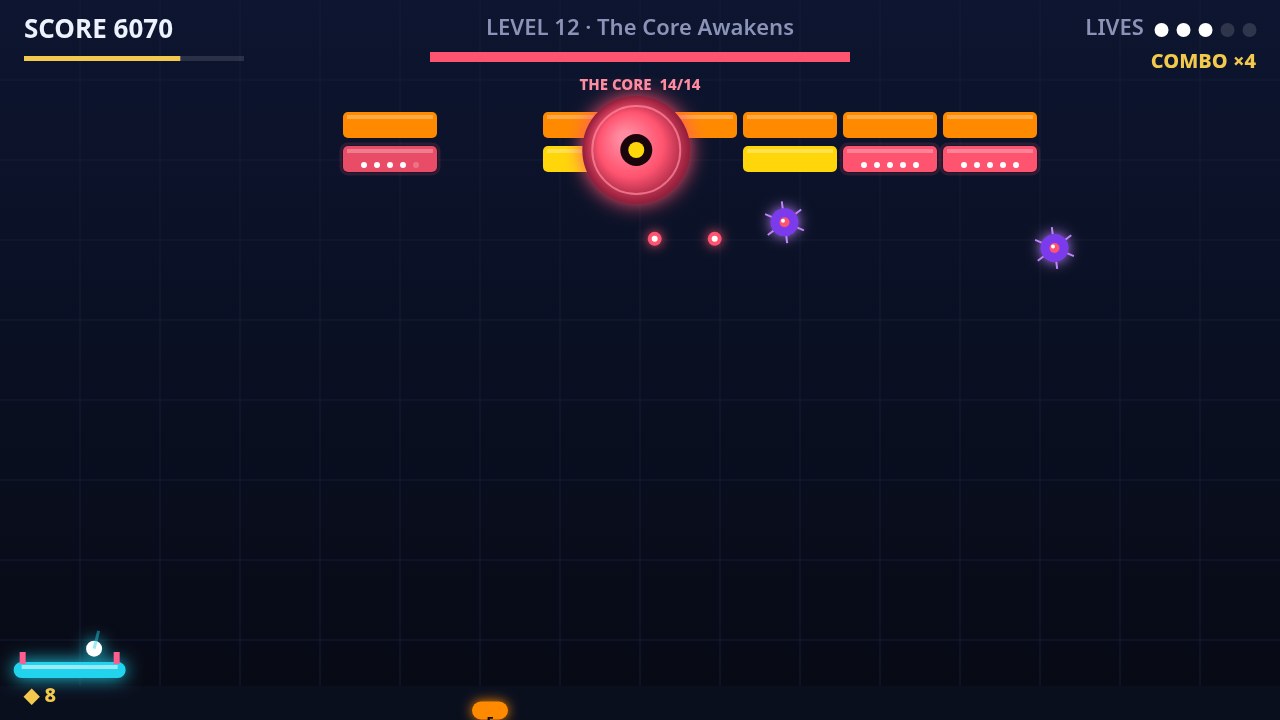 SCORE 6070
LEVEL 12 · The Core Awakens
LIVES
COMBO ×4
THE CORE 14/14
◆ 8